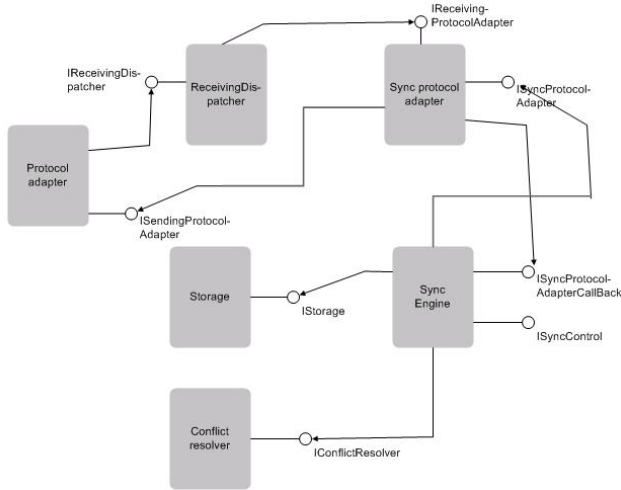 IReceiving-
ProtocolAdapter
IReceivingDis-
patcher
ReceivingDis-
patcher
Sync protocol
adapter
ISyncProtocol-
Adapter
Protocol
adapter
ISendingProtocol-
Adapter
Storage
IStorage
Sync
Engine
ISyncProtocol-
AdapterCallBack
ISyncControl
Conflict
resolver
IConflictResolver